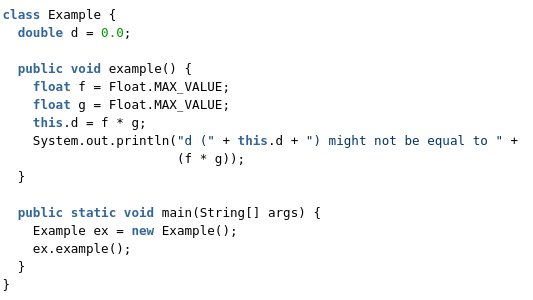 class Example {
  double d = 0.0;

  public void example() {
    float f = Float.MAX_VALUE;
    float g = Float.MAX_VALUE;
    this.d = f * g;
    System.out.println("d (" + this.d + ") might not be equal to " +
                       (f * g));
  }

  public static void main(String[] args) {
    Example ex = new Example();
    ex.example();
  }
}